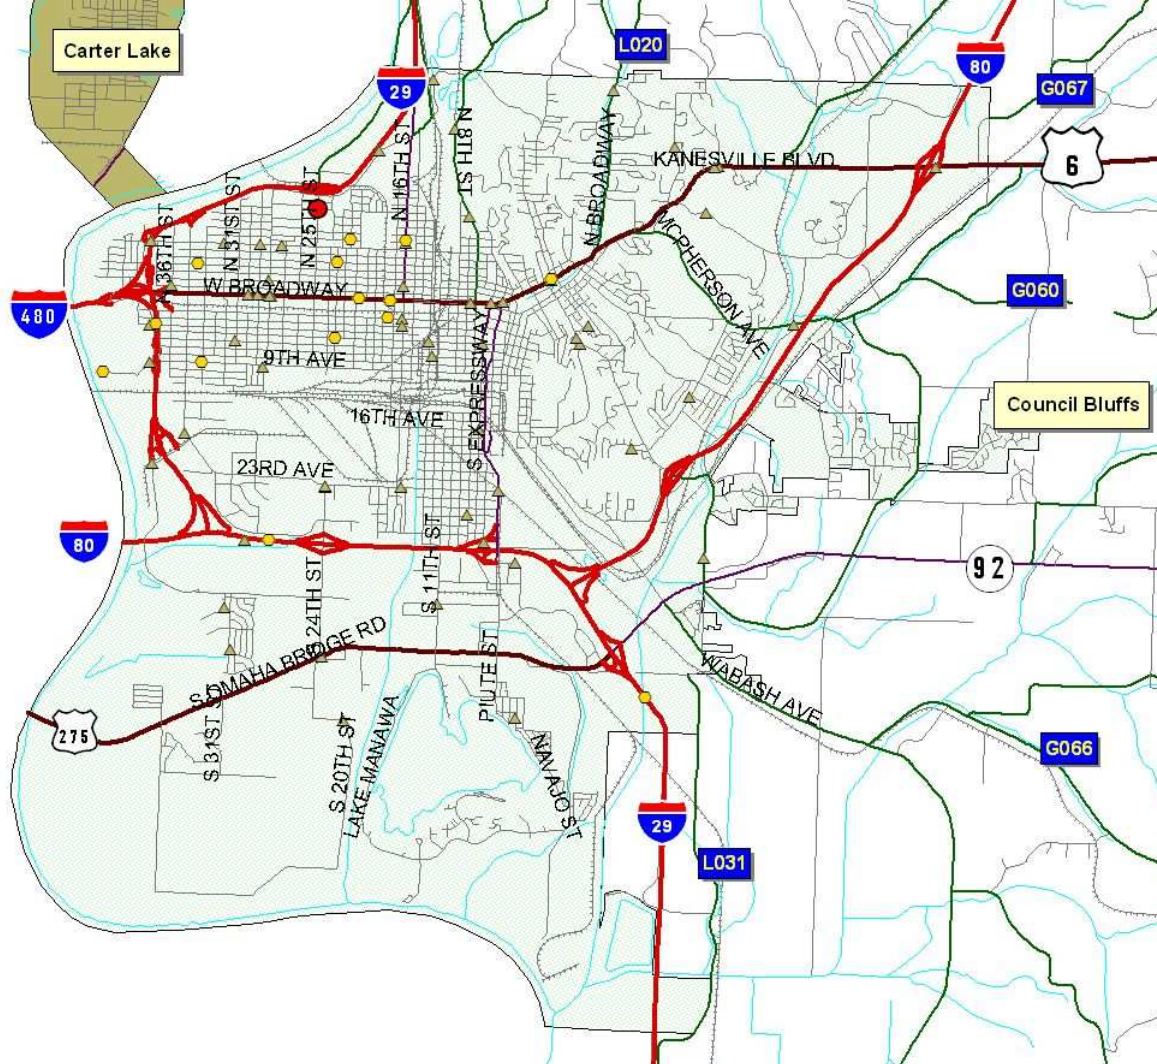 Carter Lake
L020
80
29
G067
N 8TH ST
N BROADWAY
KANESVILLE BLVD
6
N 16TH ST
N 25TH ST
N 31ST ST
N 36TH ST
MCPHERSON AVE
W BROADWAY
480
G060
9TH AVE
S EXPRESSWAY
16TH AVE
Council Bluffs
23RD AVE
80
S 11TH ST
S 24TH ST
92
S OMAHA BRIDGE RD
PIUTE ST
WABASH AVE
275
S 31ST S
S 20TH ST
LAKE MANAWA
NAVAJO ST
G066
29
L031